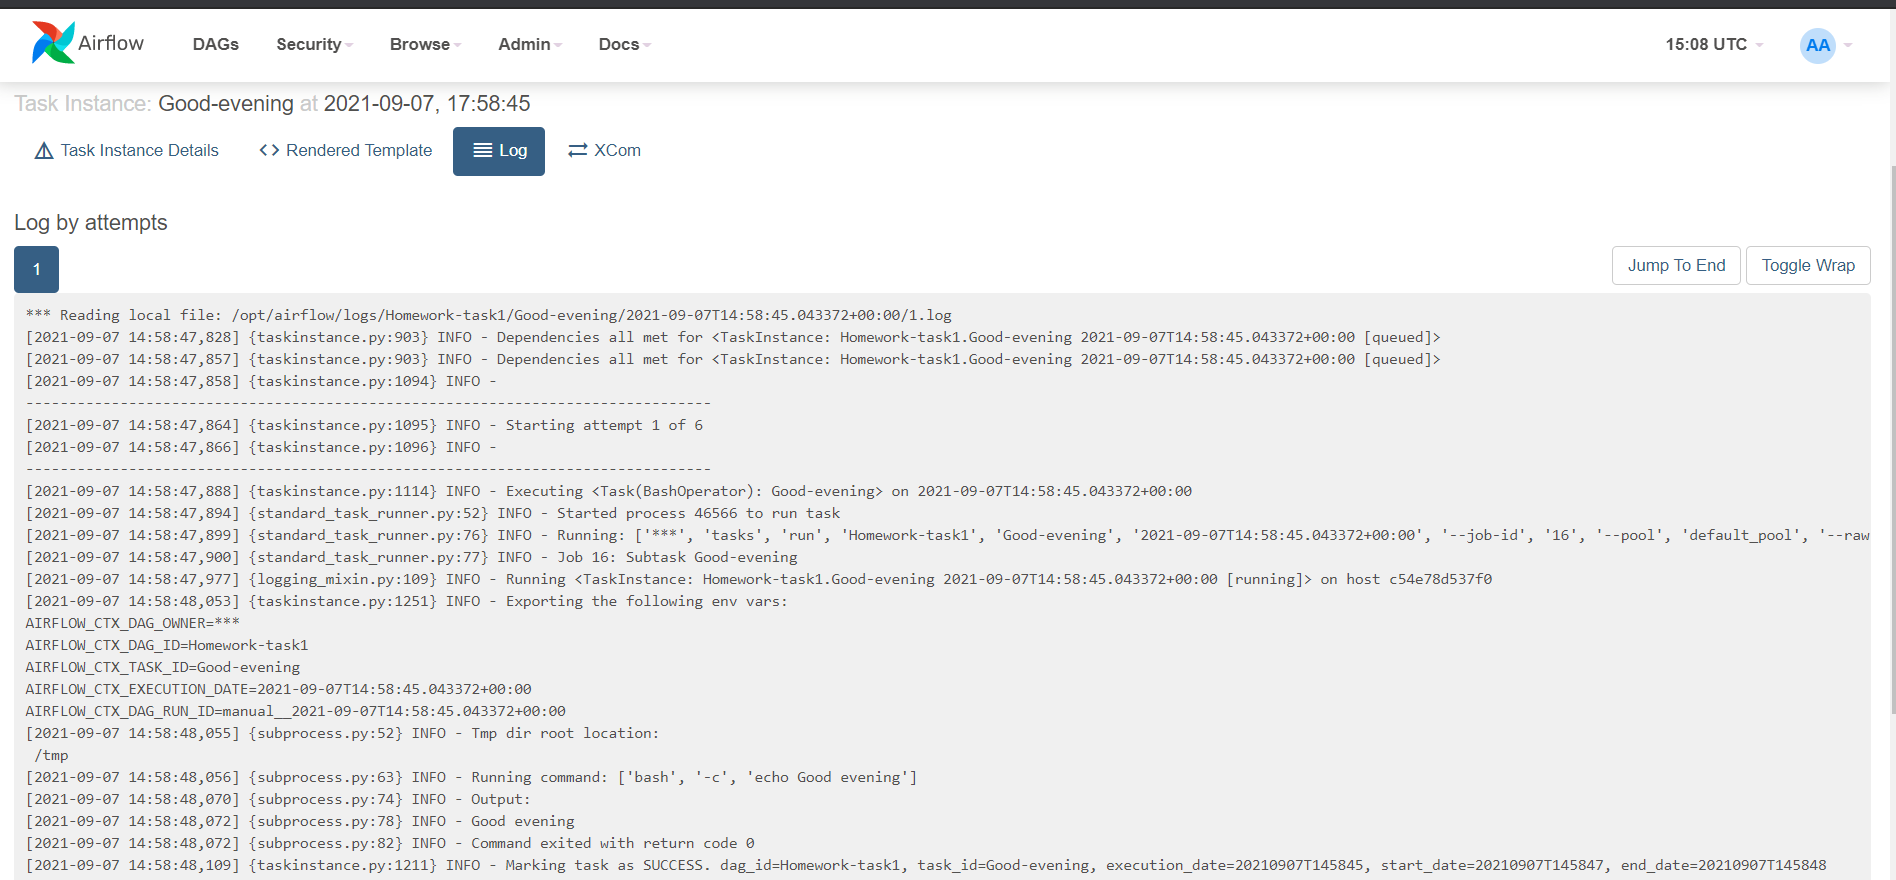 Airflow DAGs Security Browse Admin Docs 15:08 UTC AA
Task Instance: Good-evening at 2021-09-07, 17:58:45
Task Instance Details <> Rendered Template Log XCom
Log by attempts
1 Jump To End Toggle Wrap
*** Reading local file: /opt/airflow/logs/Homework-task1/Good-evening/2021-09-07T14:58:45.043372+00:00/1.log
[2021-09-07 14:58:47,828] {taskinstance.py:903} INFO - Dependencies all met for <TaskInstance: Homework-task1.Good-evening 2021-09-07T14:58:45.043372+00:00 [queued]>
[2021-09-07 14:58:47,857] {taskinstance.py:903} INFO - Dependencies all met for <TaskInstance: Homework-task1.Good-evening 2021-09-07T14:58:45.043372+00:00 [queued]>
[2021-09-07 14:58:47,858] {taskinstance.py:1094} INFO -
--------------------------------------------------------------------------------
[2021-09-07 14:58:47,864] {taskinstance.py:1095} INFO - Starting attempt 1 of 6
[2021-09-07 14:58:47,866] {taskinstance.py:1096} INFO -
--------------------------------------------------------------------------------
[2021-09-07 14:58:47,888] {taskinstance.py:1114} INFO - Executing <Task(BashOperator): Good-evening> on 2021-09-07T14:58:45.043372+00:00
[2021-09-07 14:58:47,894] {standard_task_runner.py:52} INFO - Started process 46566 to run task
[2021-09-07 14:58:47,899] {standard_task_runner.py:76} INFO - Running: ['***', 'tasks', 'run', 'Homework-task1', 'Good-evening', '2021-09-07T14:58:45.043372+00:00', '--job-id', '16', '--pool', 'default_pool', '--raw
[2021-09-07 14:58:47,900] {standard_task_runner.py:77} INFO - Job 16: Subtask Good-evening
[2021-09-07 14:58:47,977] {logging_mixin.py:109} INFO - Running <TaskInstance: Homework-task1.Good-evening 2021-09-07T14:58:45.043372+00:00 [running]> on host c54e78d537f0
[2021-09-07 14:58:48,053] {taskinstance.py:1251} INFO - Exporting the following env vars:
AIRFLOW_CTX_DAG_OWNER=***
AIRFLOW_CTX_DAG_ID=Homework-task1
AIRFLOW_CTX_TASK_ID=Good-evening
AIRFLOW_CTX_EXECUTION_DATE=2021-09-07T14:58:45.043372+00:00
AIRFLOW_CTX_DAG_RUN_ID=manual__2021-09-07T14:58:45.043372+00:00
[2021-09-07 14:58:48,055] {subprocess.py:52} INFO - Tmp dir root location:
/tmp
[2021-09-07 14:58:48,056] {subprocess.py:63} INFO - Running command: ['bash', '-c', 'echo Good evening']
[2021-09-07 14:58:48,070] {subprocess.py:74} INFO - Output:
[2021-09-07 14:58:48,072] {subprocess.py:78} INFO - Good evening
[2021-09-07 14:58:48,072] {subprocess.py:82} INFO - Command exited with return code 0
[2021-09-07 14:58:48,109] {taskinstance.py:1211} INFO - Marking task as SUCCESS. dag_id=Homework-task1, task_id=Good-evening, execution_date=20210907T145845, start_date=20210907T145847, end_date=20210907T145848